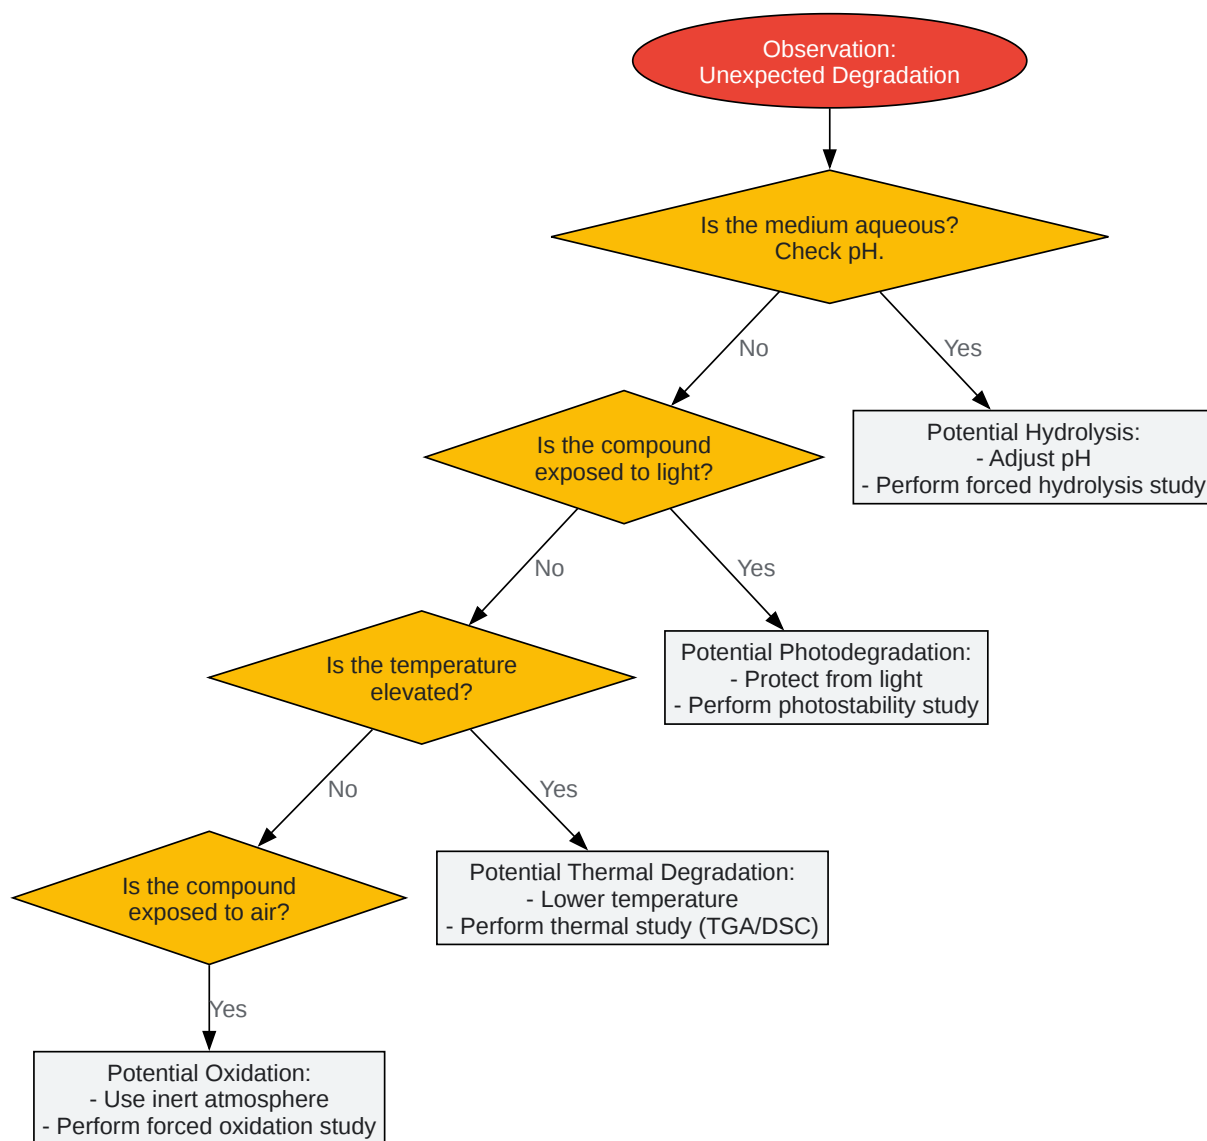 Observation:
Unexpected Degradation
Is the medium aqueous?
Check pH.
No
Yes
Is the compound
exposed to light?
Potential Hydrolysis:
- Adjust pH
- Perform forced hydrolysis study
No
Yes
Is the temperature
elevated?
Potential Photodegradation:
- Protect from light
- Perform photostability study
No
Yes
Is the compound
exposed to air?
Potential Thermal Degradation:
- Lower temperature
- Perform thermal study (TGA/DSC)
Yes
Potential Oxidation:
- Use inert atmosphere
- Perform forced oxidation study